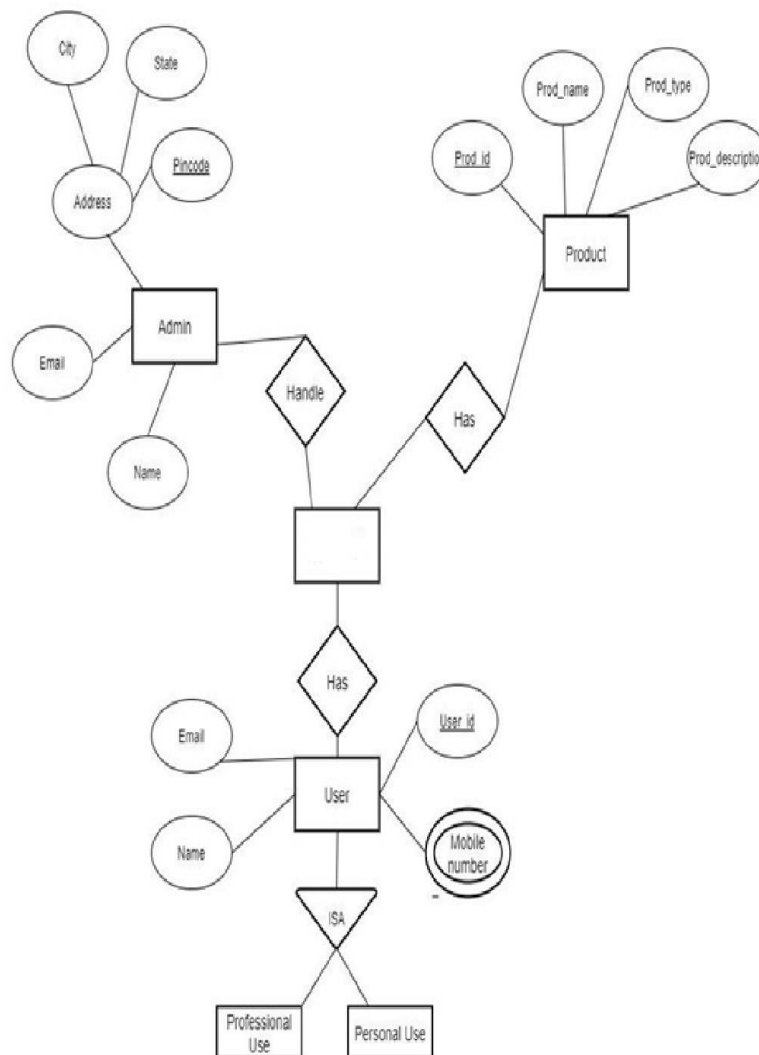 City
State
Pincode
Address
Admin
Email
Name
Handle
Prod_name
Prod_type
Prod_id
Prod_description
Product
Has
Has
Email
User_id
User
Name
Mobile
number
ISA
Professional
Use
Personal Use